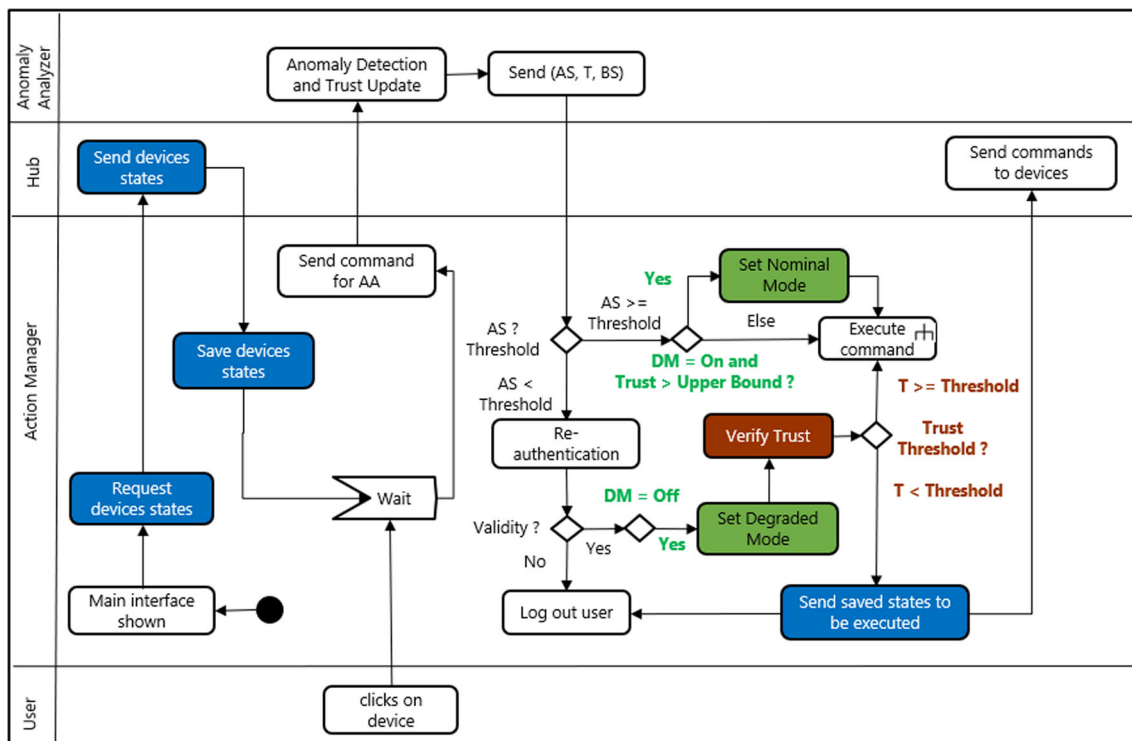 Anomaly
Analyzer
Anomaly Detection
and Trust Update
Send (AS, T, BS)
Hub
Send devices
states
Send commands
to devices
Action Manager
Send command
for AA
Save devices
states
Request
devices states
Main interface
shown
Wait
AS ?
Threshold
AS >=
Threshold
Yes
Set Nominal
Mode
Else
Execute
command
DM = On and
Trust > Upper Bound ?
AS <
Threshold
Re-
authentication
Validity ?
Yes
No
DM = Off
Yes
Set Degraded
Mode
Verify Trust
T >= Threshold
Trust
Threshold ?
T < Threshold
Log out user
Send saved states to
be executed
User
clicks on
device